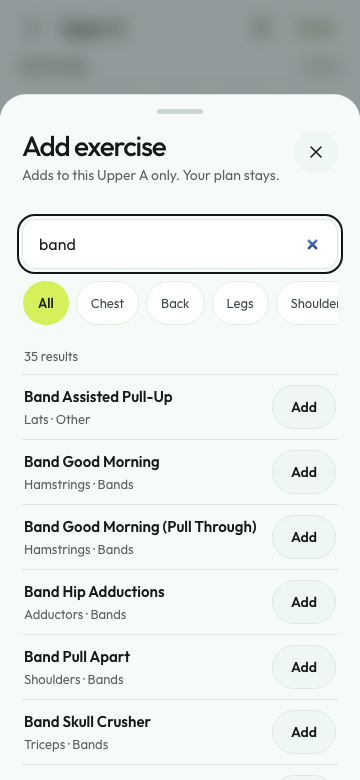 Add exercise
Adds to this Upper A only. Your plan stays.
band
All Chest Back Legs Shoulder
35 results
Band Assisted Pull-Up
Lats · Other
Add
Band Good Morning
Hamstrings · Bands
Add
Band Good Morning (Pull Through)
Hamstrings · Bands
Add
Band Hip Adductions
Adductors · Bands
Add
Band Pull Apart
Shoulders · Bands
Add
Band Skull Crusher
Triceps · Bands
Add